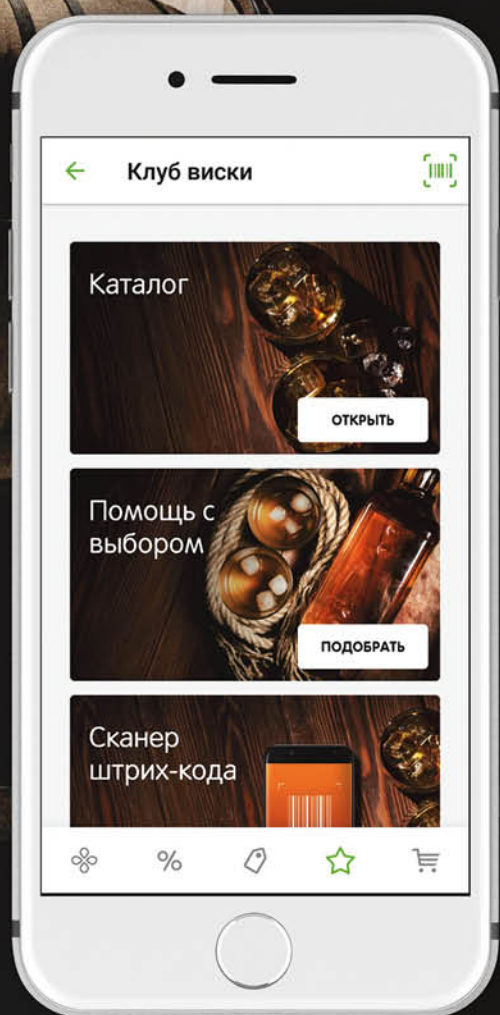 Клуб виски
Каталог
ОТКРЫТЬ
Помощь с
выбором
ПОДОБРАТЬ
Сканер
штрих-кода
%